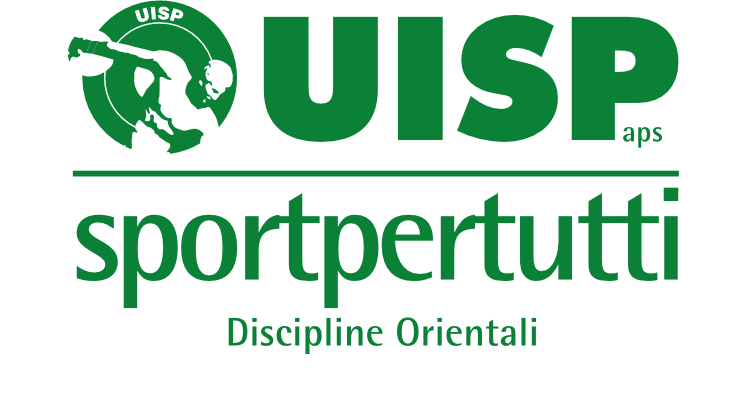 UISP
UISP
aps
sportpertutti
Discipline Orientali